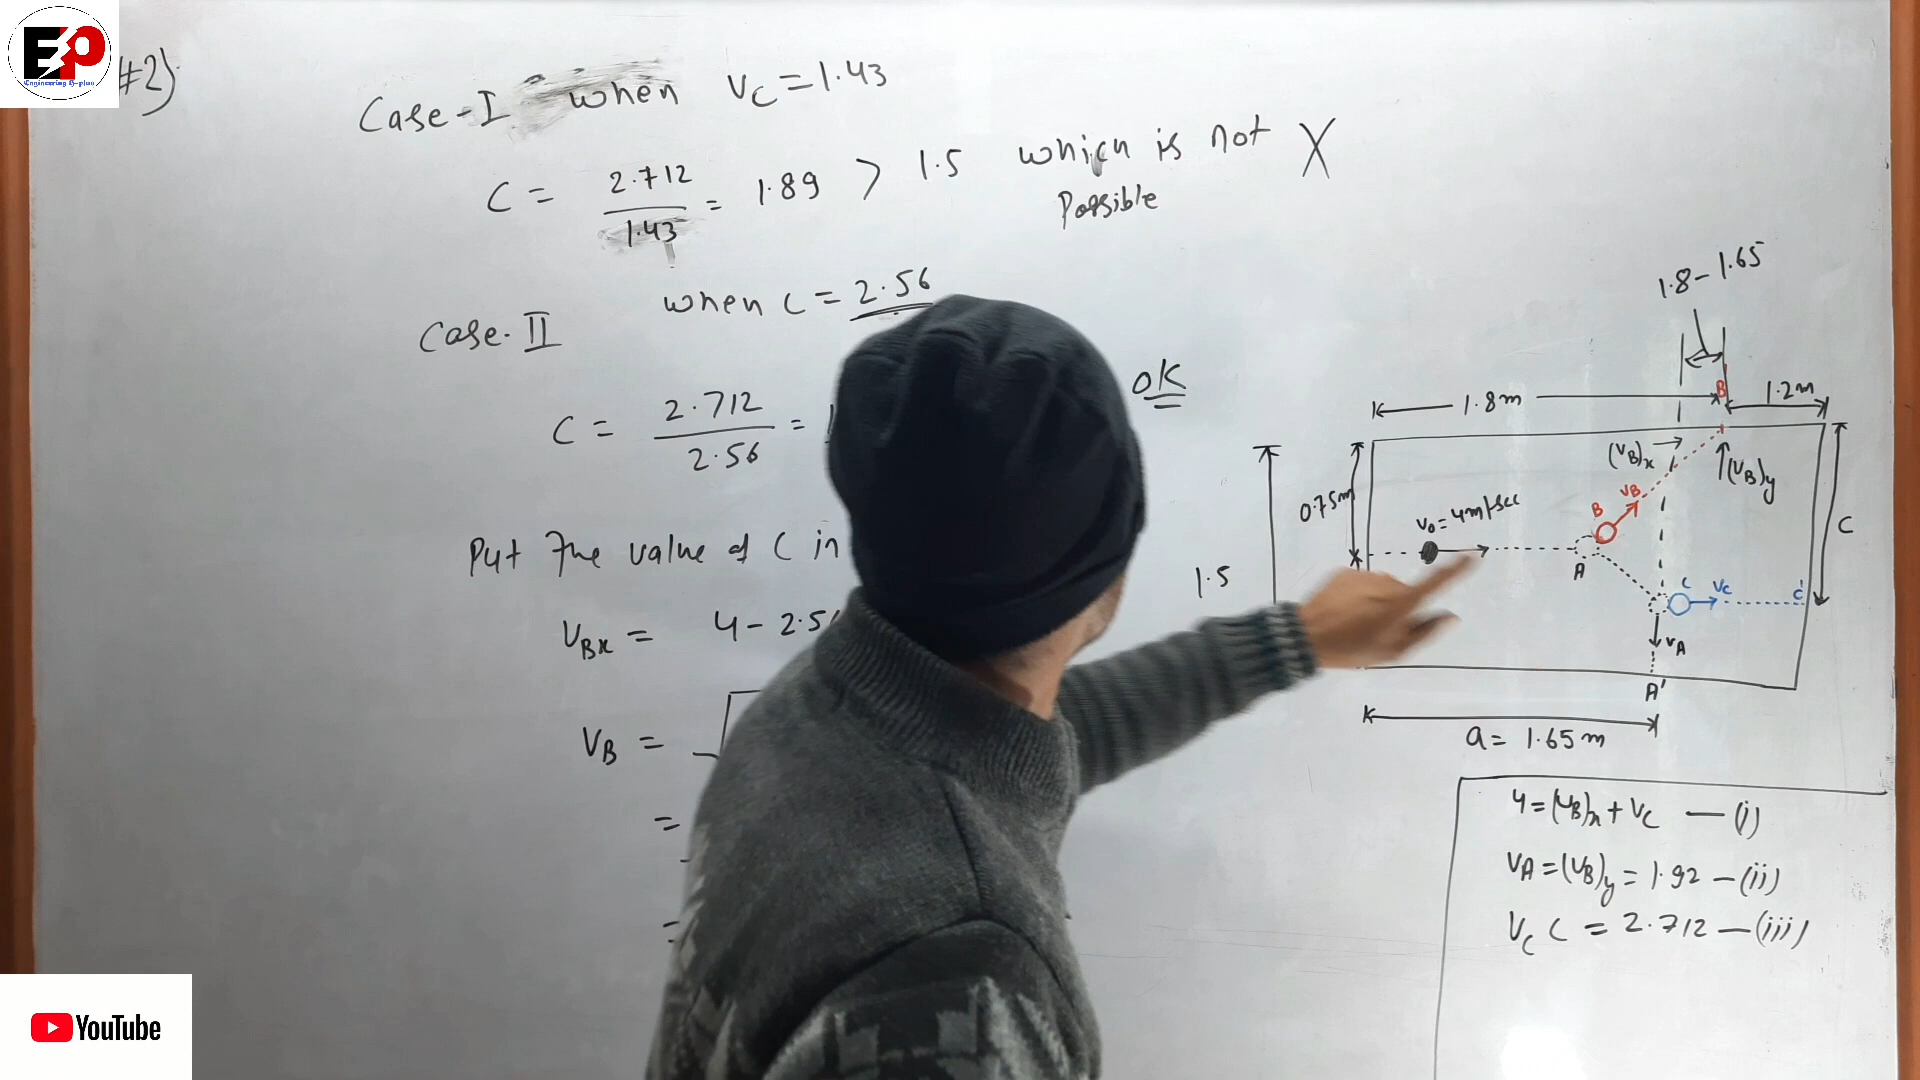 EP
Engineering D-plus
#2)
Case-I when Vc = 1.43
C = 2.712 / 1.43 = 1.89 > 1.5 which is not X
Possible
Case-II when C = 2.56
C = 2.712 / 2.56 =
OK
Put the value of C in
VBx = 4 - 2.5
VB = √
=
=
1.8 - 1.65
1.8m
B
1.2m
(VB)x
(VB)y
0.75m
V0 = 4m/sec
B
VB
A
C
1.5
C
Vc
C'
VA
A'
a = 1.65m
4 = (VB)x + Vc — (i)
VA = (VB)y = 1.92 — (ii)
Vc C = 2.712 — (iii)
YouTube